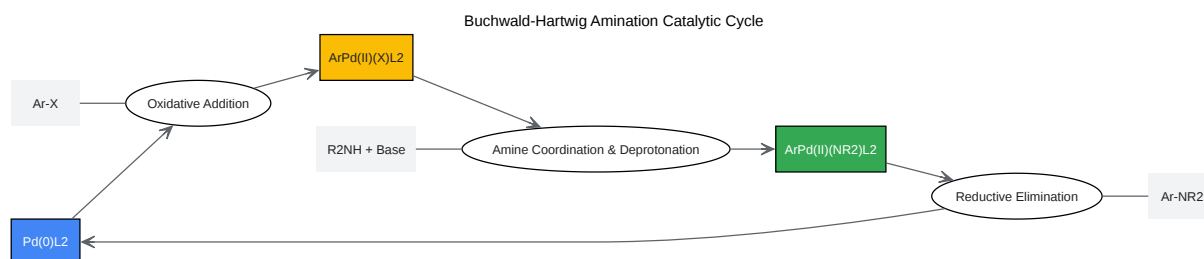 Buchwald-Hartwig Amination Catalytic Cycle
ArPd(II)(X)L2
Ar-X
Oxidative Addition
R2NH + Base
Amine Coordination & Deprotonation
ArPd(II)(NR2)L2
Reductive Elimination
Ar-NR2
Pd(0)L2